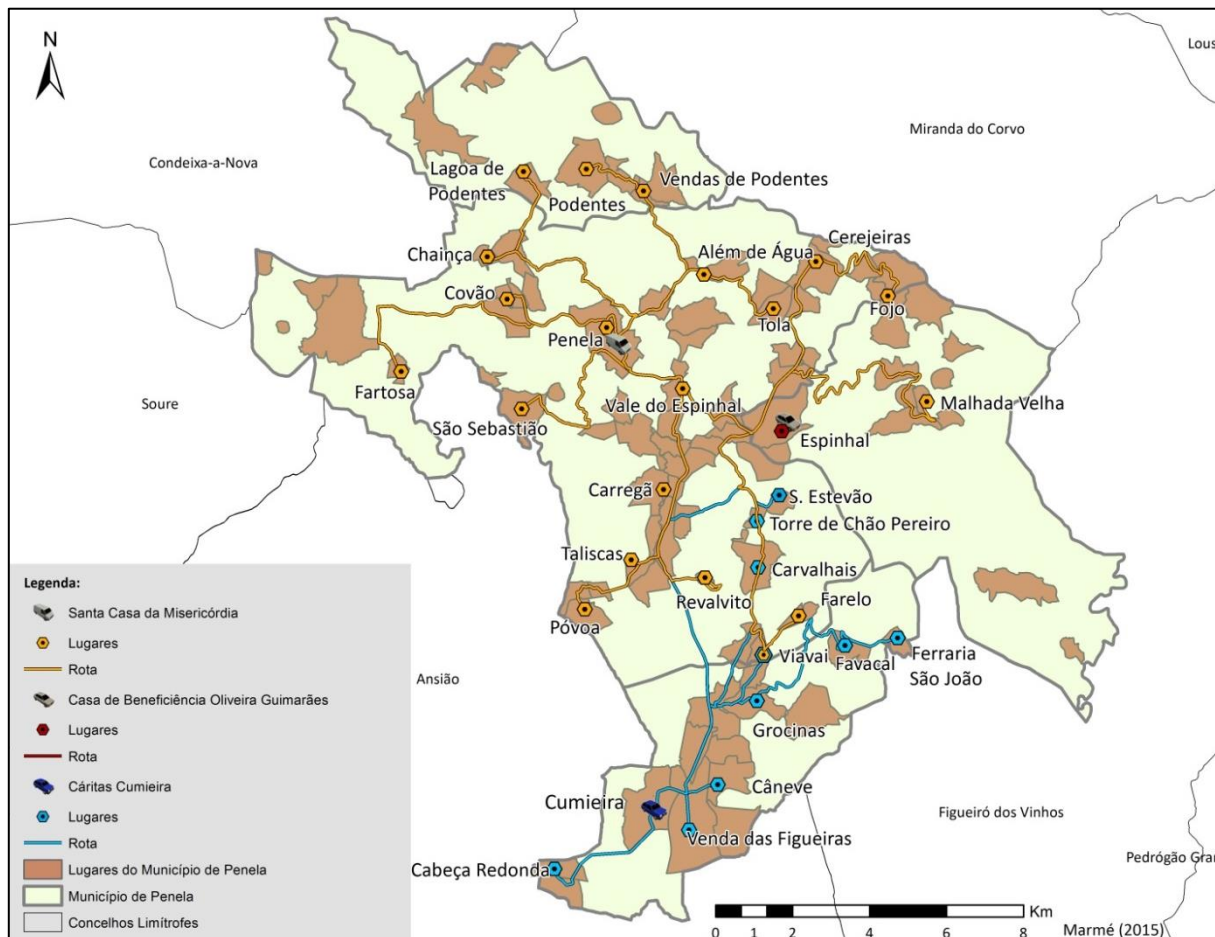 N
Lous
Miranda do Corvo
Condeixa-a-Nova
Lagoa de
Podentes
Podentes
Vendas de Podentes
Chainça
Além de Água
Cerejeiras
Covão
Fojo
Tola
Penela
Fartosa
Soure
Vale do Espinhal
São Sebastião
Malhada Velha
Espinhal
Carregã
S. Estevão
Torre de Chão Pereiro
Taliscas
Carvalhais
Revalvito
Farelo
Póvoa
Viavai
Favacal
Ferraria
São João
Ansião
Grocinas
Câneve
Cumieira
Venda das Figueiras
Figueiró dos Vinhos
Cabeça Redonda
Pedrógão Gran
Legenda:
Santa Casa da Misericórdia
Lugares
Rota
Casa de Beneficiência Oliveira Guimarães
Lugares
Rota
Cáritas Cumieira
Lugares
Rota
Lugares do Município de Penela
Município de Penela
Concelhos Limítrofes
0 1 2 4 6 8
Km
Marmé (2015)